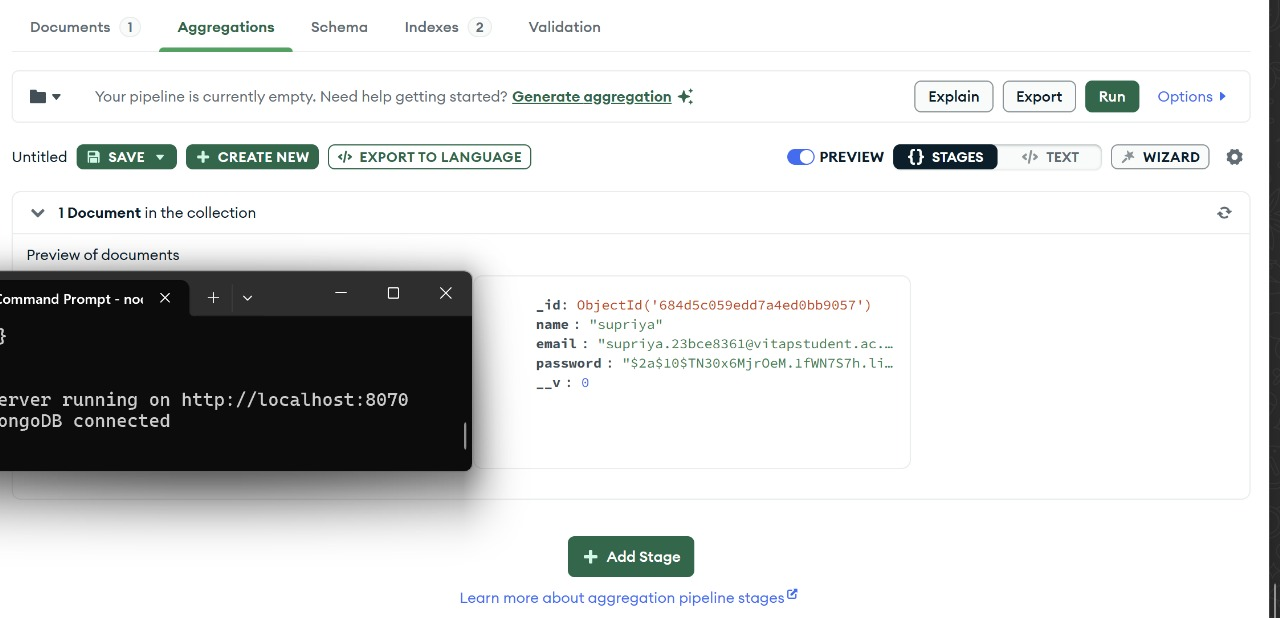 Documents 1 Aggregations Schema Indexes 2 Validation
Your pipeline is currently empty. Need help getting started? Generate aggregation Explain Export Run Options
Untitled SAVE CREATE NEW </> EXPORT TO LANGUAGE PREVIEW {} STAGES </> TEXT WIZARD
1 Document in the collection
Preview of documents
Command Prompt - no
}
erver running on http://localhost:8070
ongoDB connected
_id: ObjectId('684d5c059edd7a4ed0bb9057')
name : "supriya"
email : "supriya.23bce8361@vitapstudent.ac.…
password : "$2a$10$TN30x6MjrOeM.1fWN7S7h.li…
__v : 0
Add Stage
Learn more about aggregation pipeline stages